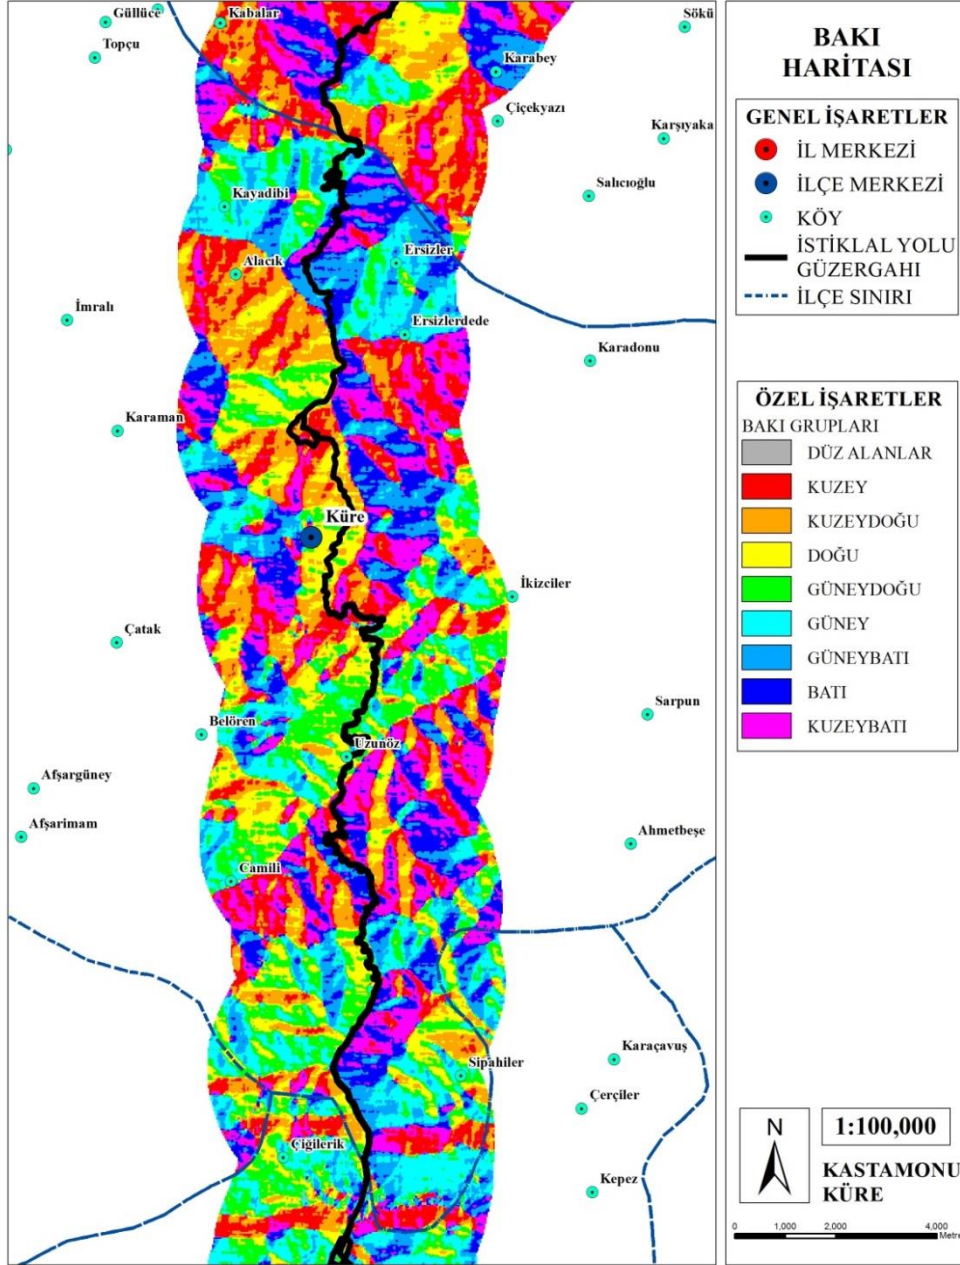 Güllüce
Kabalar
Sökü
Topçu
Karabey
Çiçekyazı
Karşıyaka
Salıcıoğlu
Kayadibi
Ersizler
Alacık
İmralı
Ersizlerdede
Karadonu
Karaman
Küre
İkizciler
Çatak
Sarpun
Belören
Uzunöz
Afşargüney
Afşarimam
Ahmetbeşe
Camili
Karaçavuş
Sipahiler
Çerçiler
Çiğilerik
Kepez
BAKI
HARİTASI
GENEL İŞARETLER
İL MERKEZİ
İLÇE MERKEZİ
KÖY
İSTİKLAL YOLU
GÜZERGAHI
İLÇE SINIRI
ÖZEL İŞARETLER
BAKI GRUPLARI
DÜZ ALANLAR
KUZEY
KUZEYDOĞU
DOĞU
GÜNEYDOĞU
GÜNEY
GÜNEYBATI
BATI
KUZEYBATI
N
1:100,000
KASTAMONU
KÜRE
0 1,000 2,000 4,000
Metre